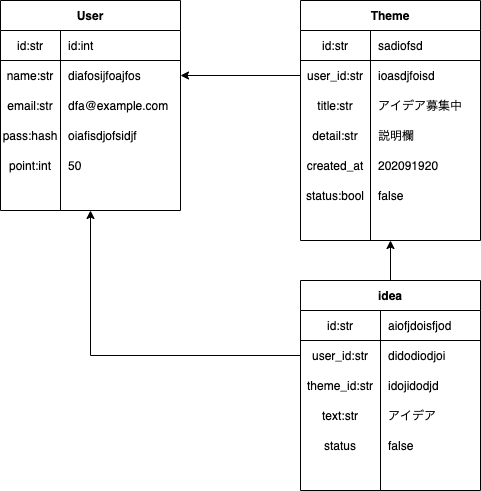 User
id:str id:int
name:str diafosijfoajfos
email:str dfa@example.com
pass:hash oiafisdjofsidjf
point:int 50
Theme
id:str sadiofsd
user_id:str ioasdjfoisd
title:str アイデア募集中
detail:str 説明欄
created_at 202091920
status:bool false
idea
id:str aiofjdoisfjod
user_id:str didodiodjoi
theme_id:str idojidodjd
text:str アイデア
status false